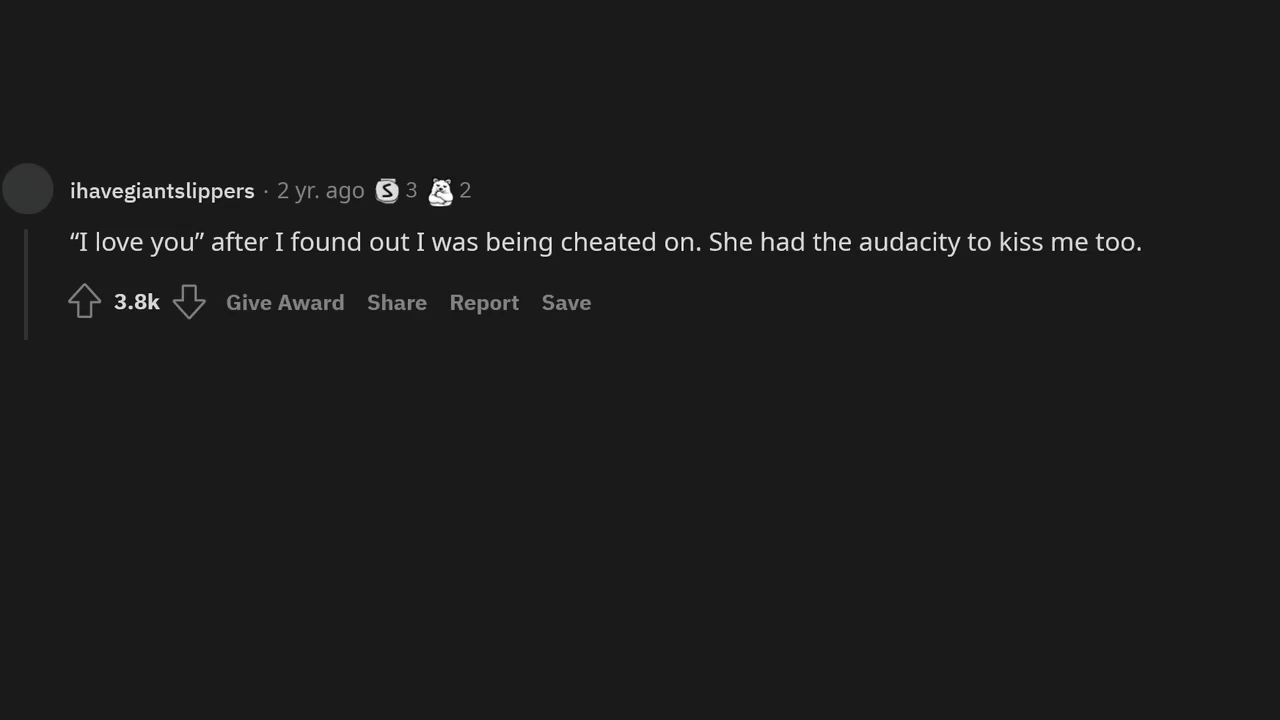 ihavegiantslippers · 2 yr. ago S 3 2
“I love you” after I found out I was being cheated on. She had the audacity to kiss me too.
3.8k Give Award Share Report Save